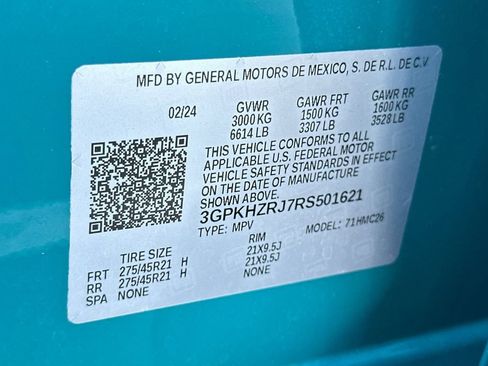 MFD BY GENERAL MOTORS DE MEXICO, S. DE R.L. DE C.V.
02/24 GVWR GAWR FRT GAWR RR
3000 KG 1500 KG 1600 KG
6614 LB 3307 LB 3528 LB
THIS VEHICLE CONFORMS TO ALL
APPLICABLE U.S. FEDERAL MOTOR
VEHICLE SAFETY STANDARDS IN EFFECT
ON THE DATE OF MANUFACTURE
SHOWN ABOVE.
3GPKHZRJ7RS501621
TYPE: MPV MODEL: 71HMC26
TIRE SIZE RIM
FRT 275/45R21 H 21X9.5J
RR 275/45R21 H 21X9.5J
SPA NONE NONE